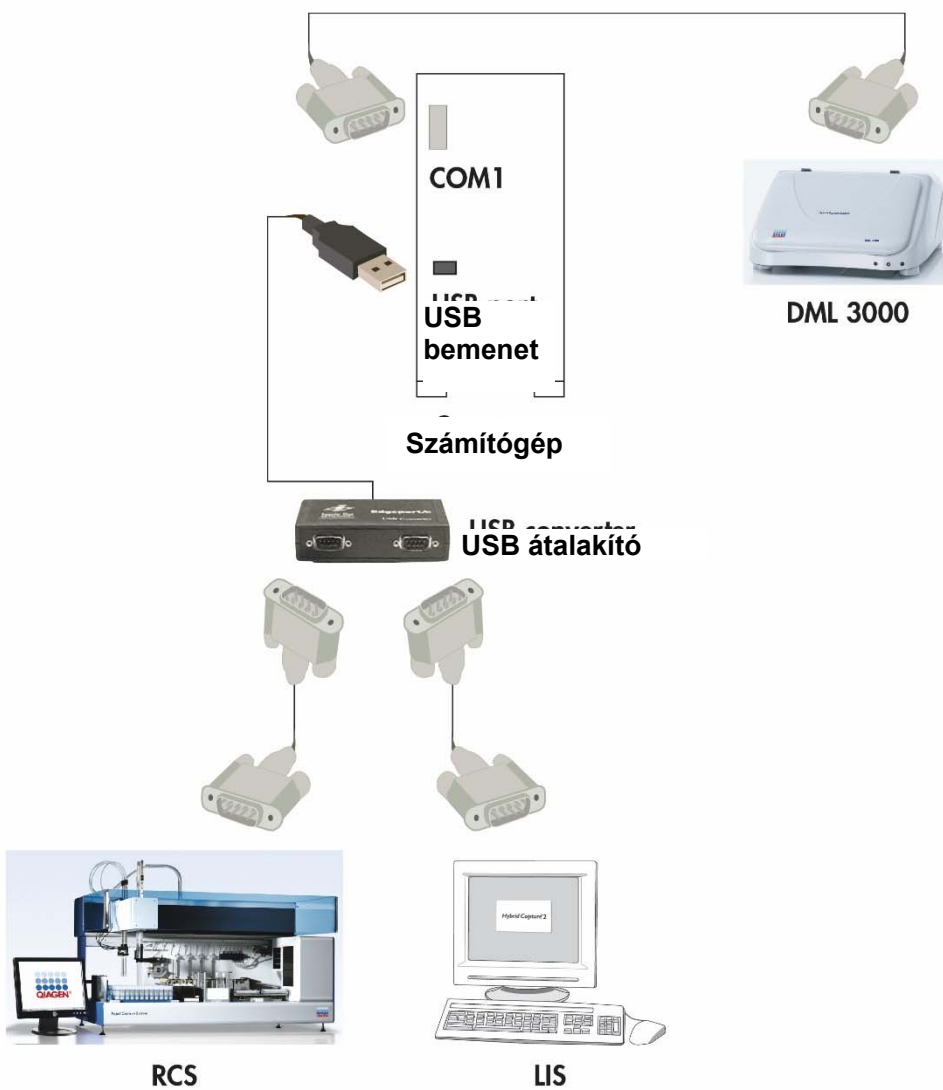 COM1
USB
bemenet
DML 3000
Számítógép
USB átalakító
Hybrid Capture 2
QIAGEN
RCS
LIS